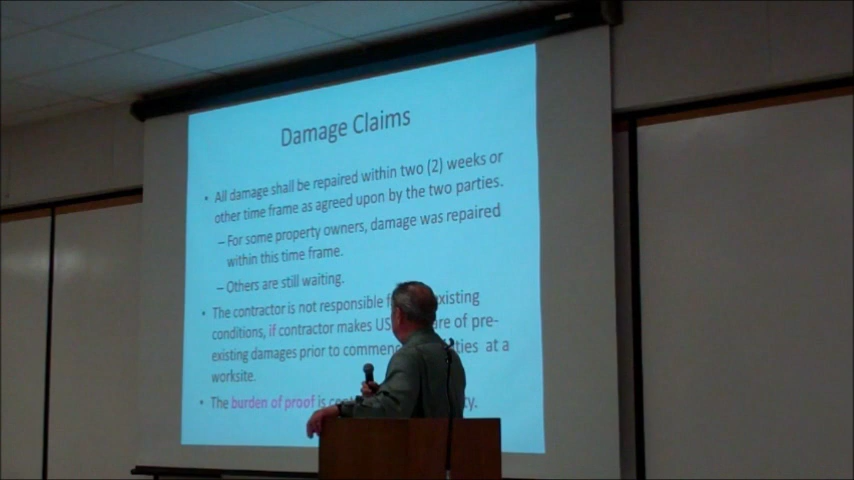 Damage Claims
• All damage shall be repaired within two (2) weeks or
other time frame as agreed upon by the two parties.
– For some property owners, damage was repaired
within this time frame.
– Others are still waiting.
• The contractor is not responsible existing
conditions, if contractor makes of pre-
existing damages prior to at a
worksite.
• The burden of proof is